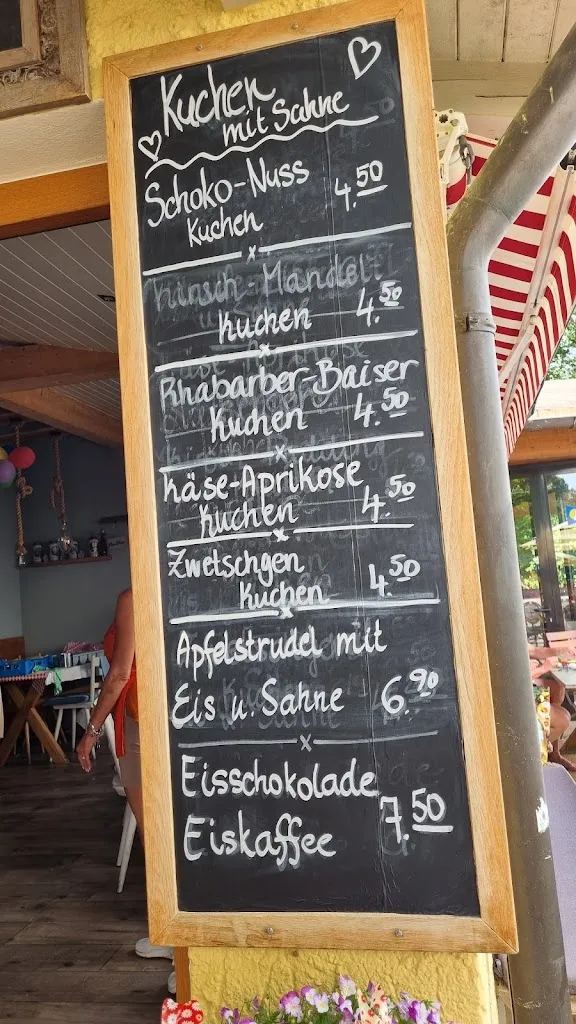 Kuchen
mit Sahne
Schoko-Nuss
Kuchen 4.50
Kirsch-Mandel
Kuchen 4.50
Rhabarber-Baiser
Kuchen 4.50
Käse-Aprikose
Kuchen 4.50
Zwetschgen
Kuchen 4.50
Apfelstrudel mit
Eis u. Sahne 6.90
Eisschokolade
Eiskaffee 7.50